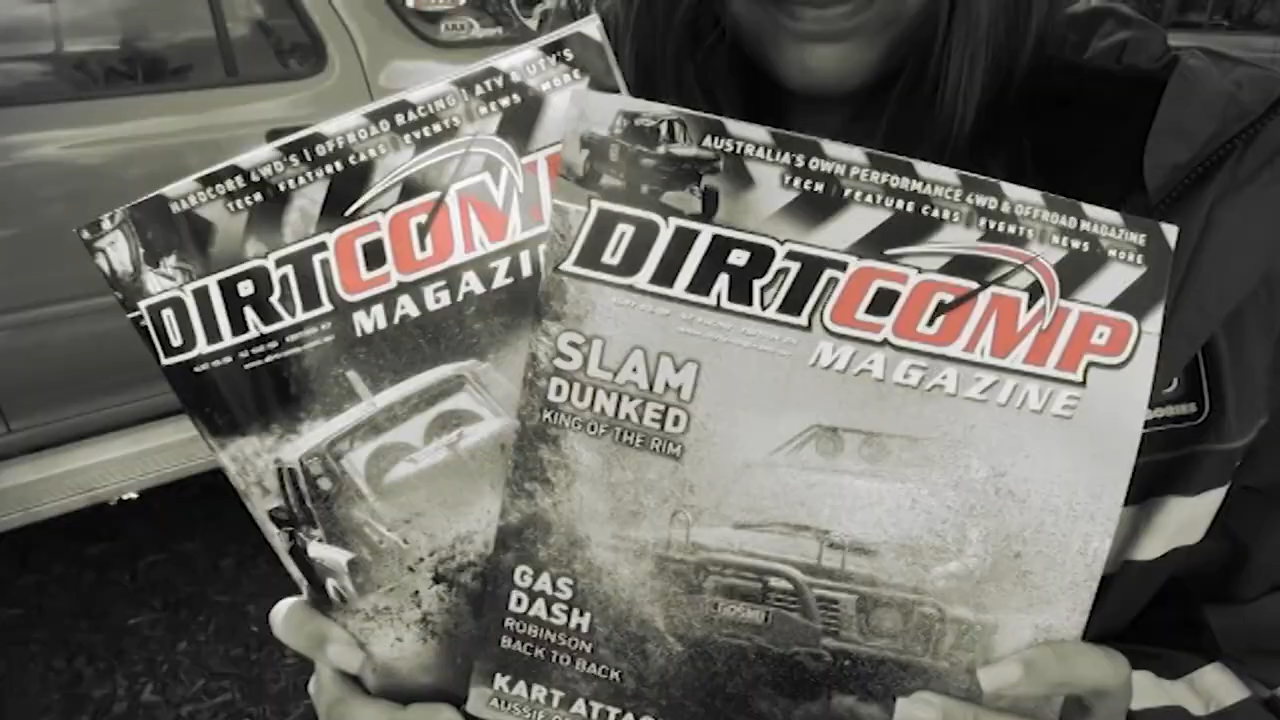 HARDCORE 4WD'S | OFFROAD RACING | ATV & UTV'S
TECH | FEATURE CARS | EVENTS | NEWS | MORE
DIRTCOMP
MAGAZI
AUSTRALIA'S OWN PERFORMANCE 4WD & OFFROAD MAGAZINE
TECH | FEATURE CARS | EVENTS | NEWS | MORE
DIRTCOMP
MAGAZINE
SLAM
DUNKED
KING OF THE RIM
GAS
DASH
ROBINSON
BACK TO BACK
KART ATTAC